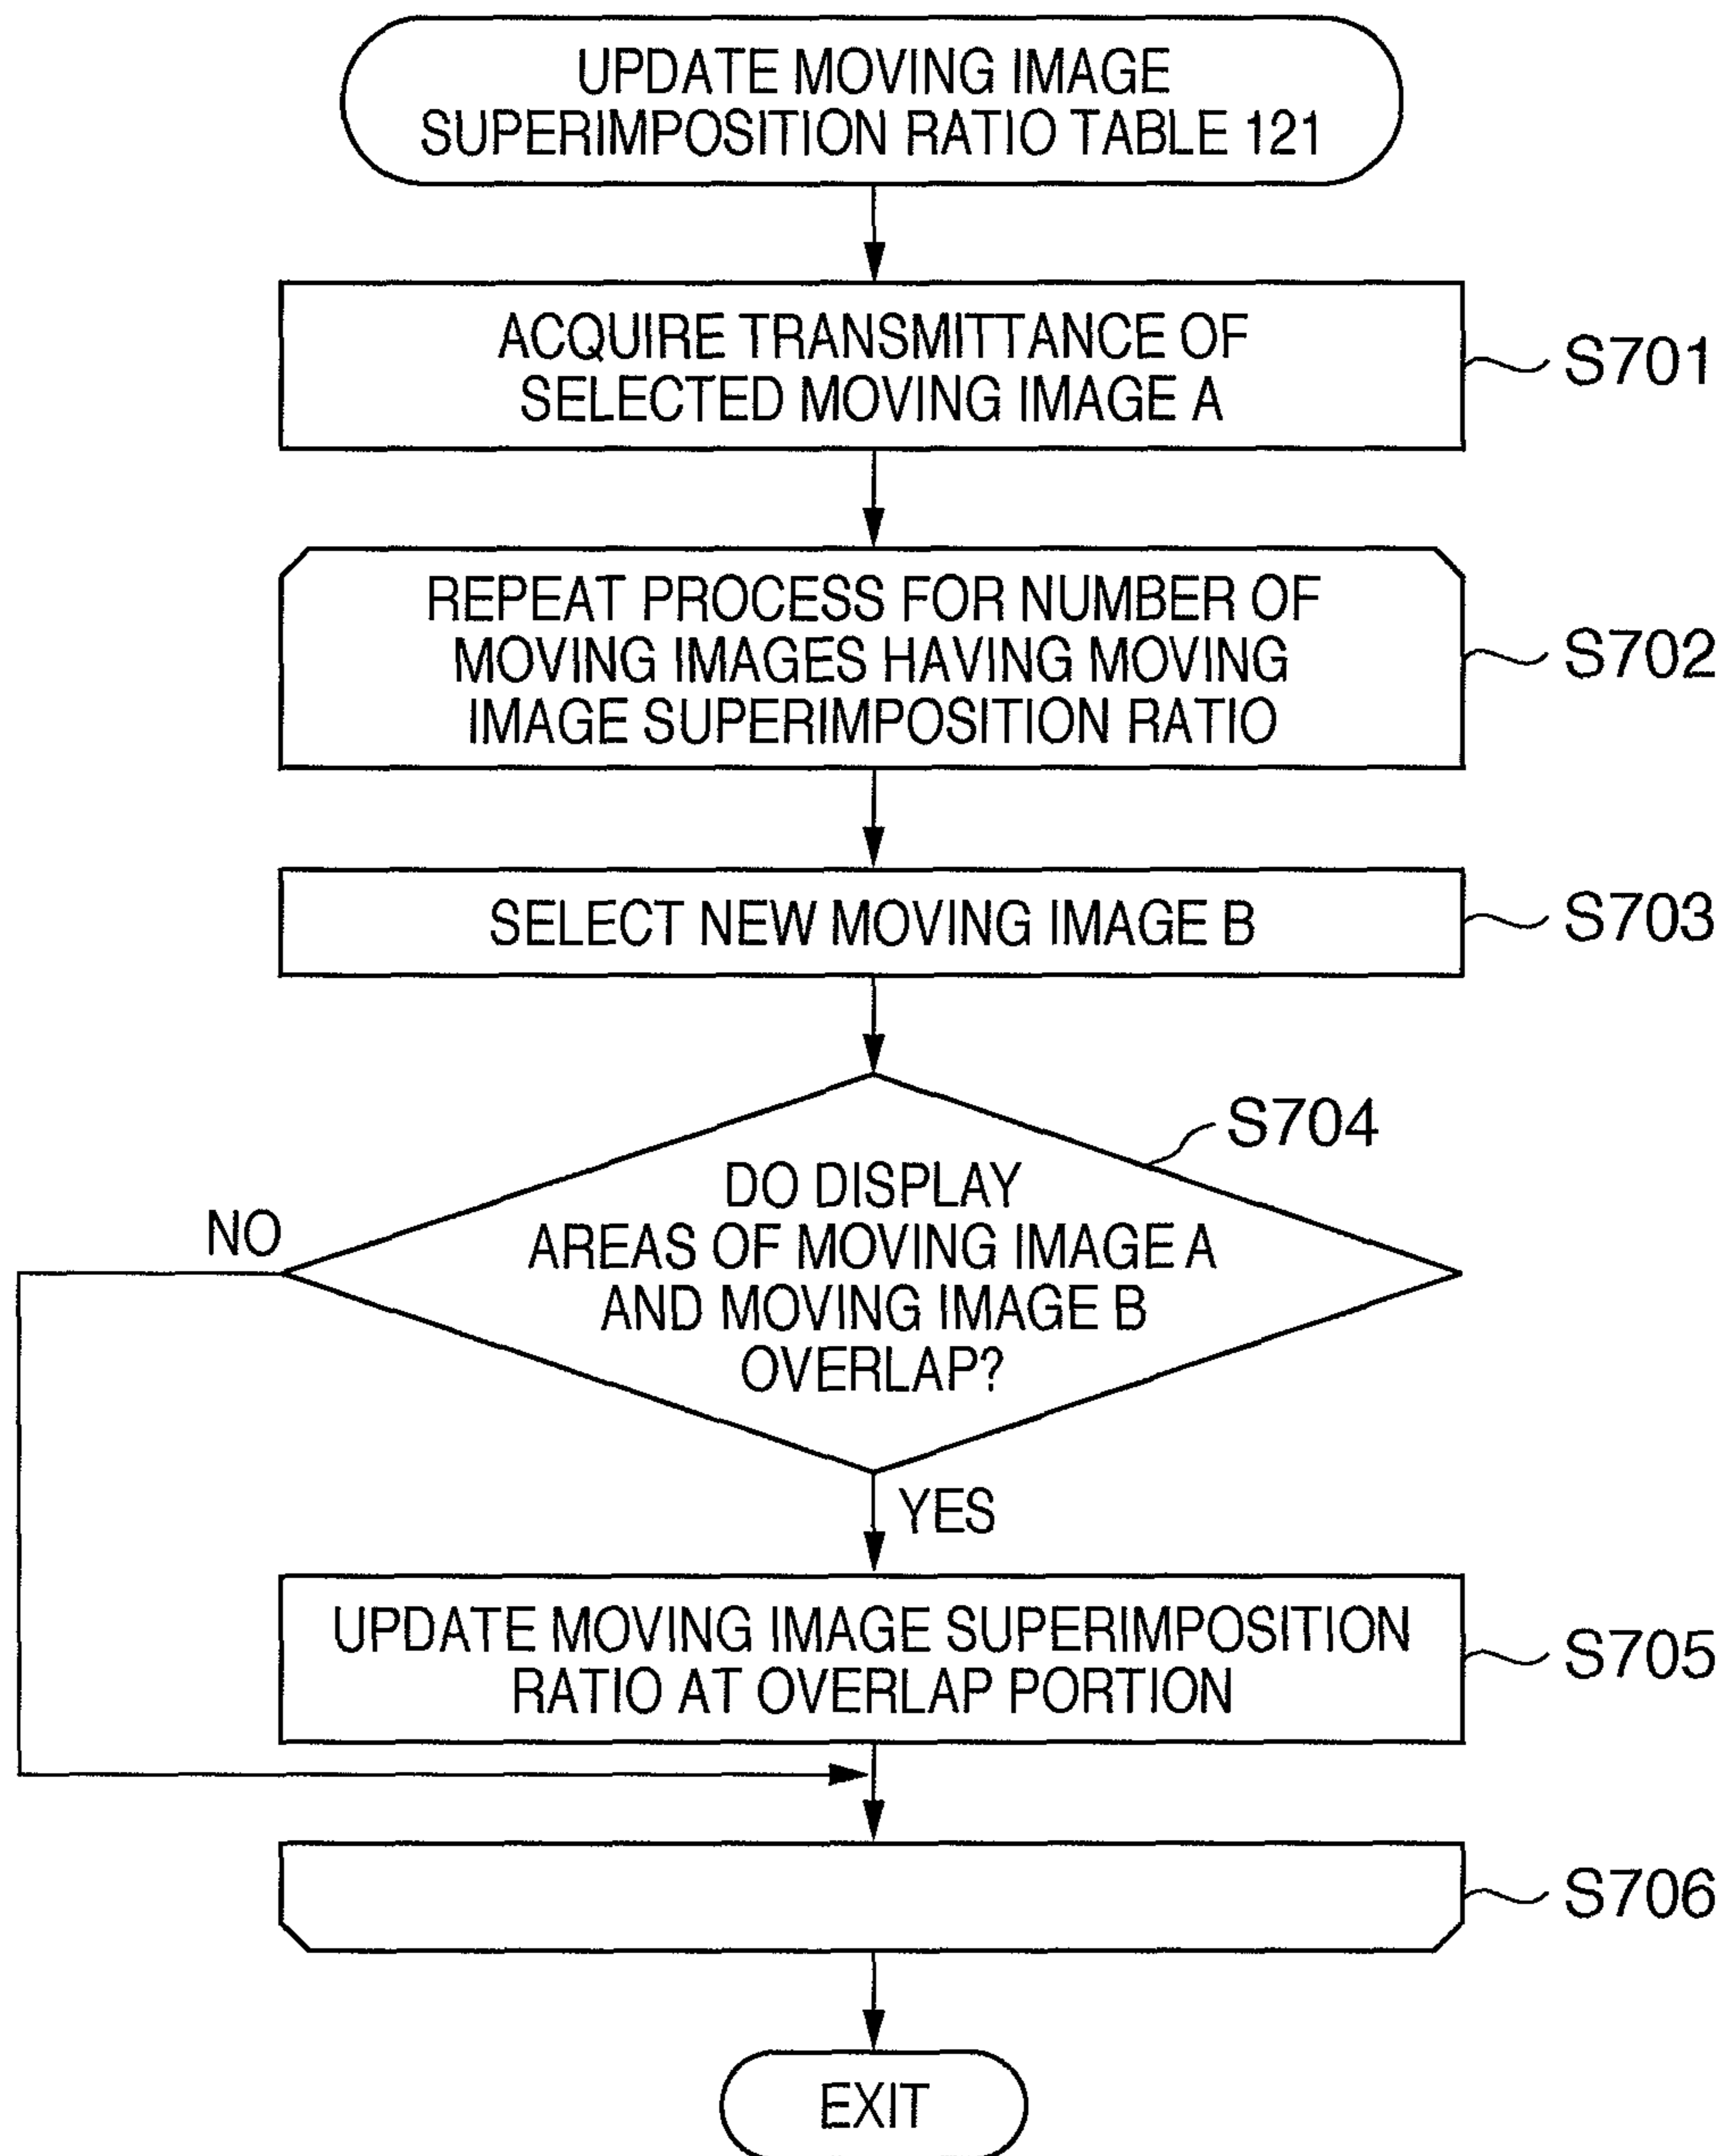 UPDATE MOVING IMAGE
SUPERIMPOSITION RATIO TABLE 121
ACQUIRE TRANSMITTANCE OF
SELECTED MOVING IMAGE A
S701
REPEAT PROCESS FOR NUMBER OF
MOVING IMAGES HAVING MOVING
IMAGE SUPERIMPOSITION RATIO
S702
SELECT NEW MOVING IMAGE B
S703
S704
DO DISPLAY
AREAS OF MOVING IMAGE A
AND MOVING IMAGE B
OVERLAP?
NO
YES
UPDATE MOVING IMAGE SUPERIMPOSITION
RATIO AT OVERLAP PORTION
S705
S706
EXIT